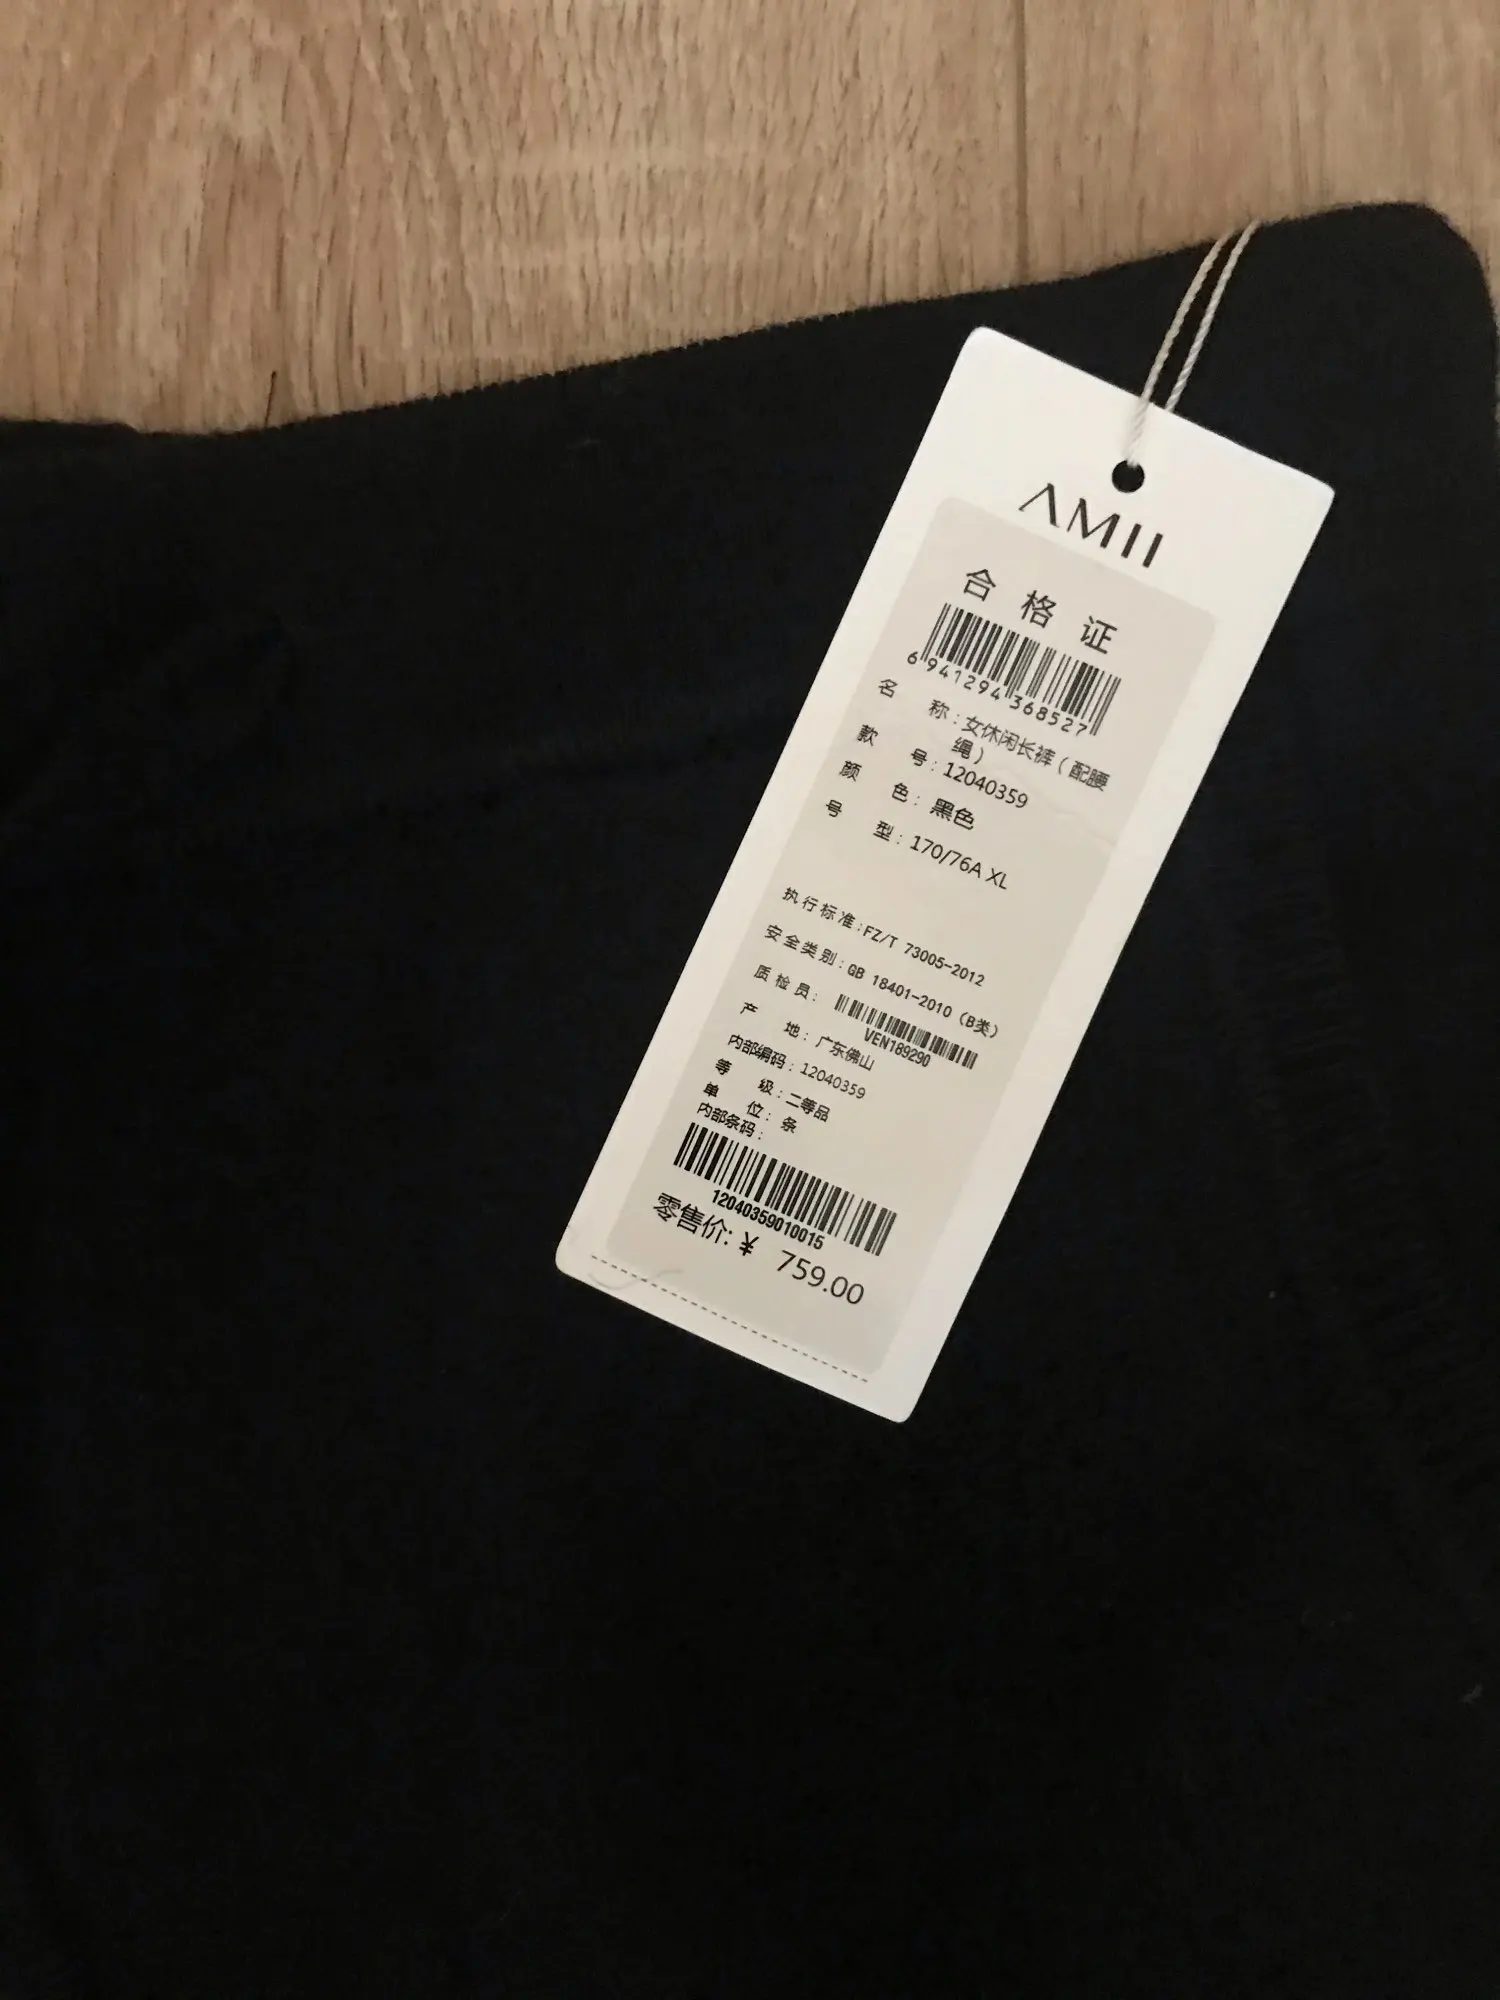 AMII
合格证
6 941294 368527
名称：女休闲长裤（配腰
绳）
款号：12040359
颜色：黑色
号型：170/76A XL
执行标准：FZ/T 73005-2012
安全类别：GB 18401-2010（B类）
质检员：
VEN189290
产地：广东佛山
内部编码：12040359
等级：二等品
单位：条
内部条码：
12040359010015
零售价：¥ 759.00